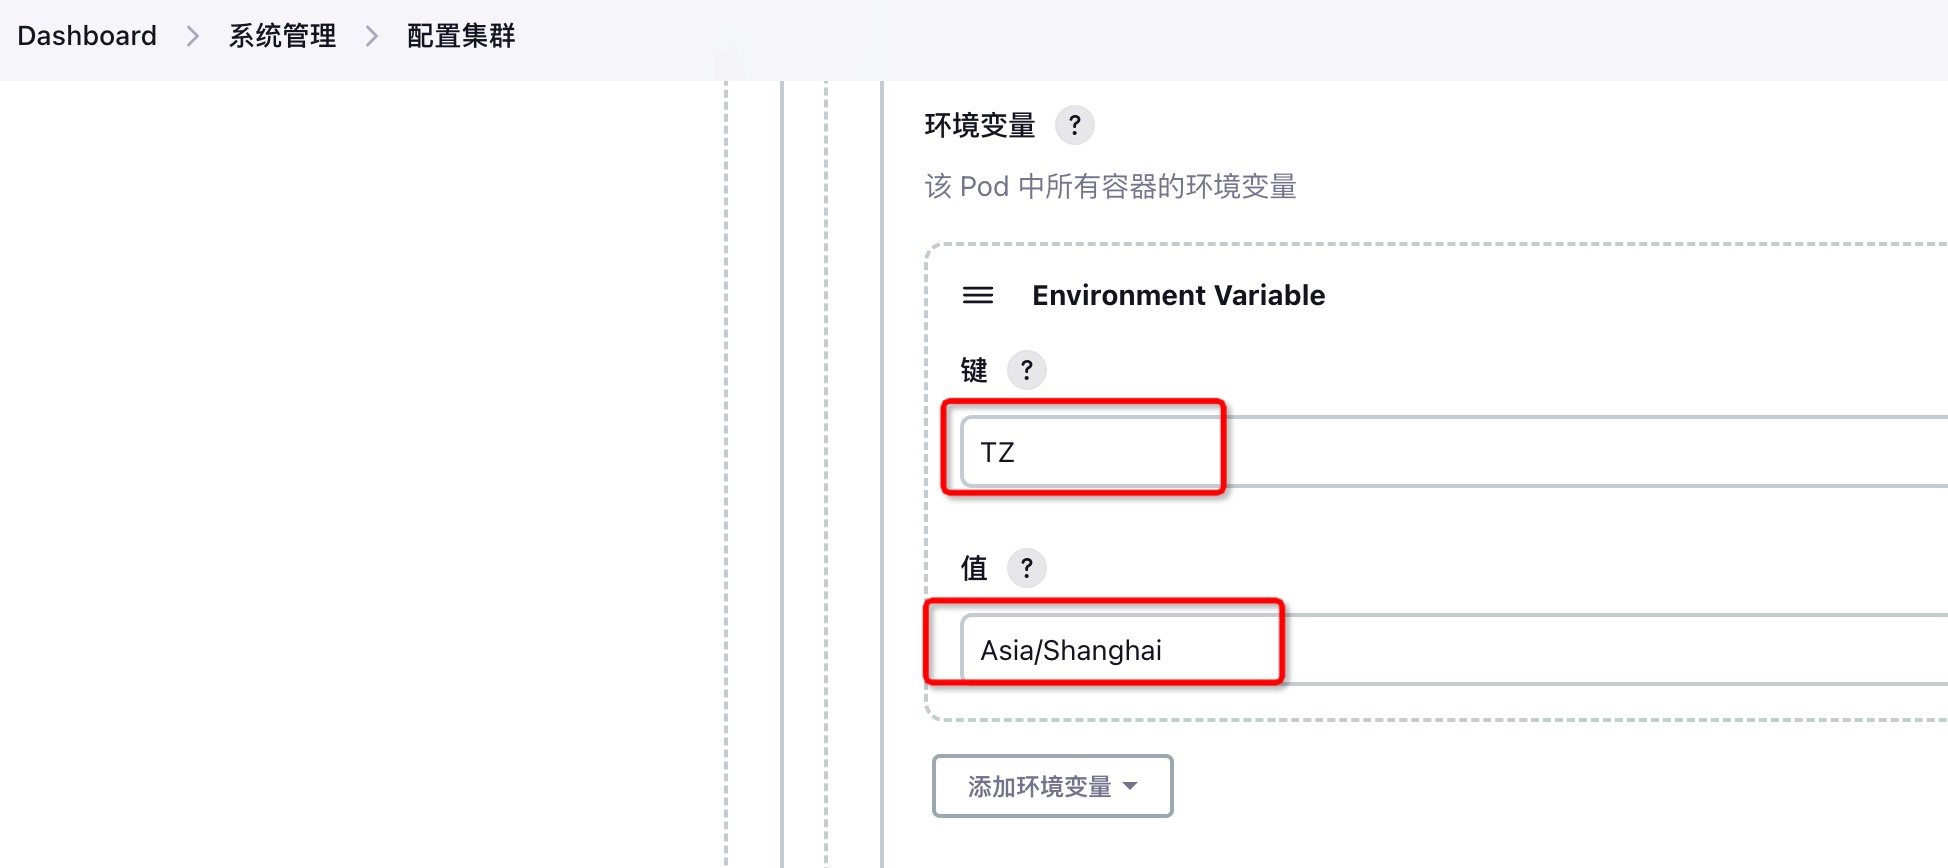 Dashboard > 系统管理 > 配置集群
环境变量 ?
该 Pod 中所有容器的环境变量
Environment Variable
键 ?
TZ
值 ?
Asia/Shanghai
添加环境变量